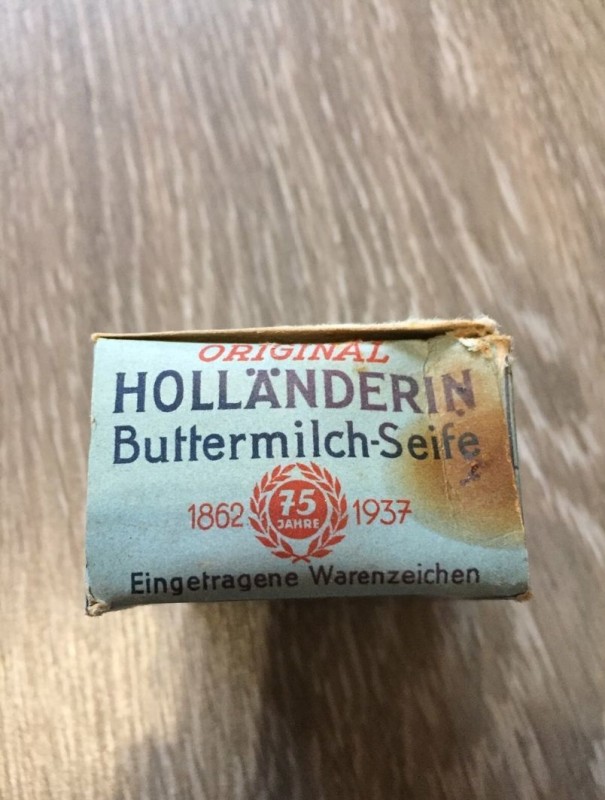 ORIGINAL
HOLLÄNDERIN
Buttermilch-Seife
1862 75 JAHRE 1937
Eingetragene Warenzeichen